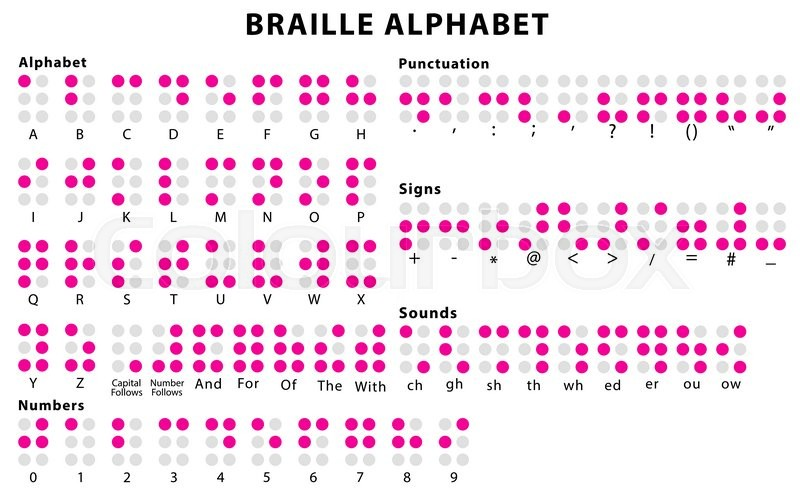 BRAILLE ALPHABET
Alphabet
A B C D E F G H
I J K L M N O P
Q R S T U V W X
Y Z Capital Follows Number Follows And For Of The With
Numbers
0 1 2 3 4 5 6 7 8 9
Punctuation
. , : ; ’ ? ! () “ ”
Signs
+ - * @ < > / = # _
Sounds
ch gh sh th wh ed er ou ow
colourbox